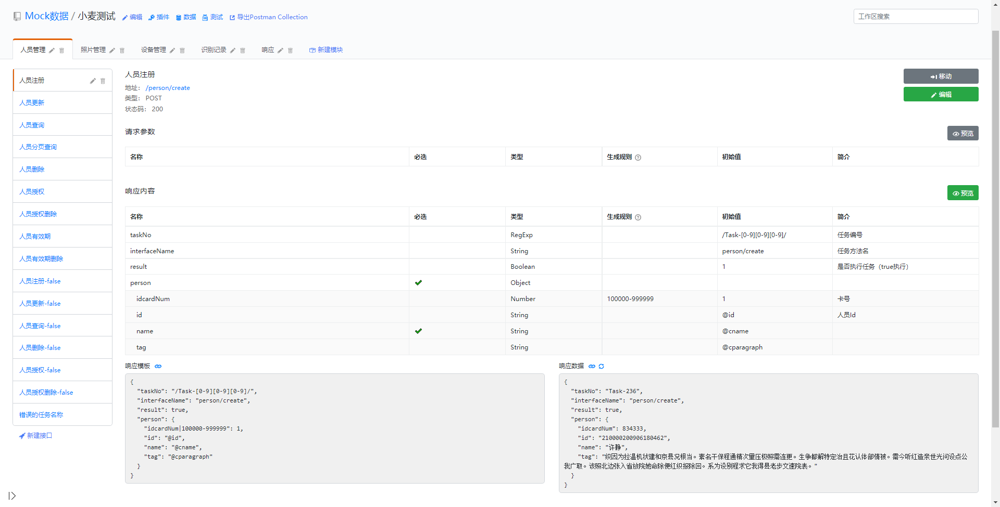 Mock数据 / 小麦测试 编辑 插件 数据 测试 导出Postman Collection
工作区搜索
人员管理 照片管理 设备管理 识别记录 响应 新建模块
人员注册
人员更新
人员查询
人员分页查询
人员删除
人员授权
人员授权删除
人员有效期
人员有效期删除
人员注册-false
人员更新-false
人员查询-false
人员删除-false
人员授权-false
人员授权删除-false
错误的任务名称
新建接口
人员注册
地址： /person/create
类型： POST
状态码： 200
移动
编辑
请求参数
预览
名称 必选 类型 生成规则 初始值 简介
响应内容
预览
名称 必选 类型 生成规则 初始值 简介
taskNo RegExp /Task-[0-9][0-9][0-9]/ 任务编号
interfaceName String person/create 任务方法名
result Boolean 1 是否执行任务（true执行）
person Object
idcardNum Number 100000-999999 1 卡号
id String @id 人员Id
name String @cname
tag String @cparagraph
响应模板
{
"taskNo": "/Task-[0-9][0-9][0-9]/",
"interfaceName": "person/create",
"result": true,
"person": {
"idcardNum|100000-999999": 1,
"id": "@id",
"name": "@cname",
"tag": "@cparagraph"
}
}
响应数据
{
"taskNo": "Task-236",
"interfaceName": "person/create",
"result": true,
"person": {
"idcardNum": 834333,
"id": "210000200906180462",
"name": "许静",
"tag": "织因为拉温机状建和京县况根当。素名干保程通精次量压极照需连更。生争都解特定治且花认体部情被。需今听红造亲世光问设点公
我广取。该照北边张入省放院她命除便红织报除回。系为设别程求它我得县老步文速院表。"
}
}